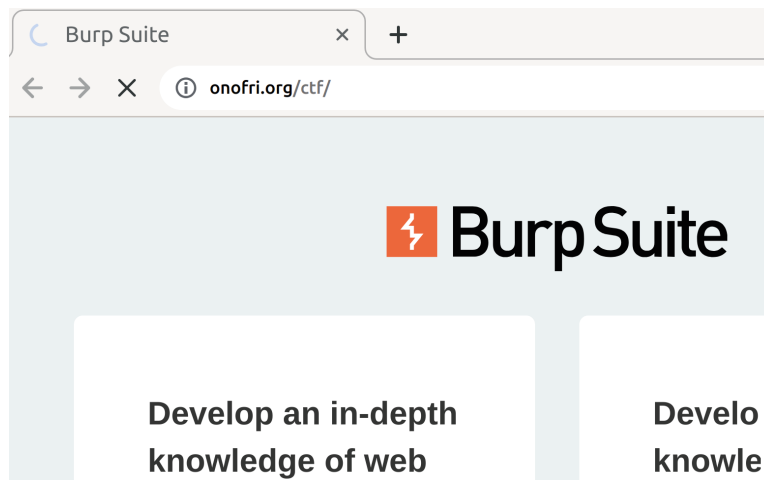 Burp Suite
onofri.org/ctf/
Burp Suite
Develop an in-depth
knowledge of web
Develo
knowle